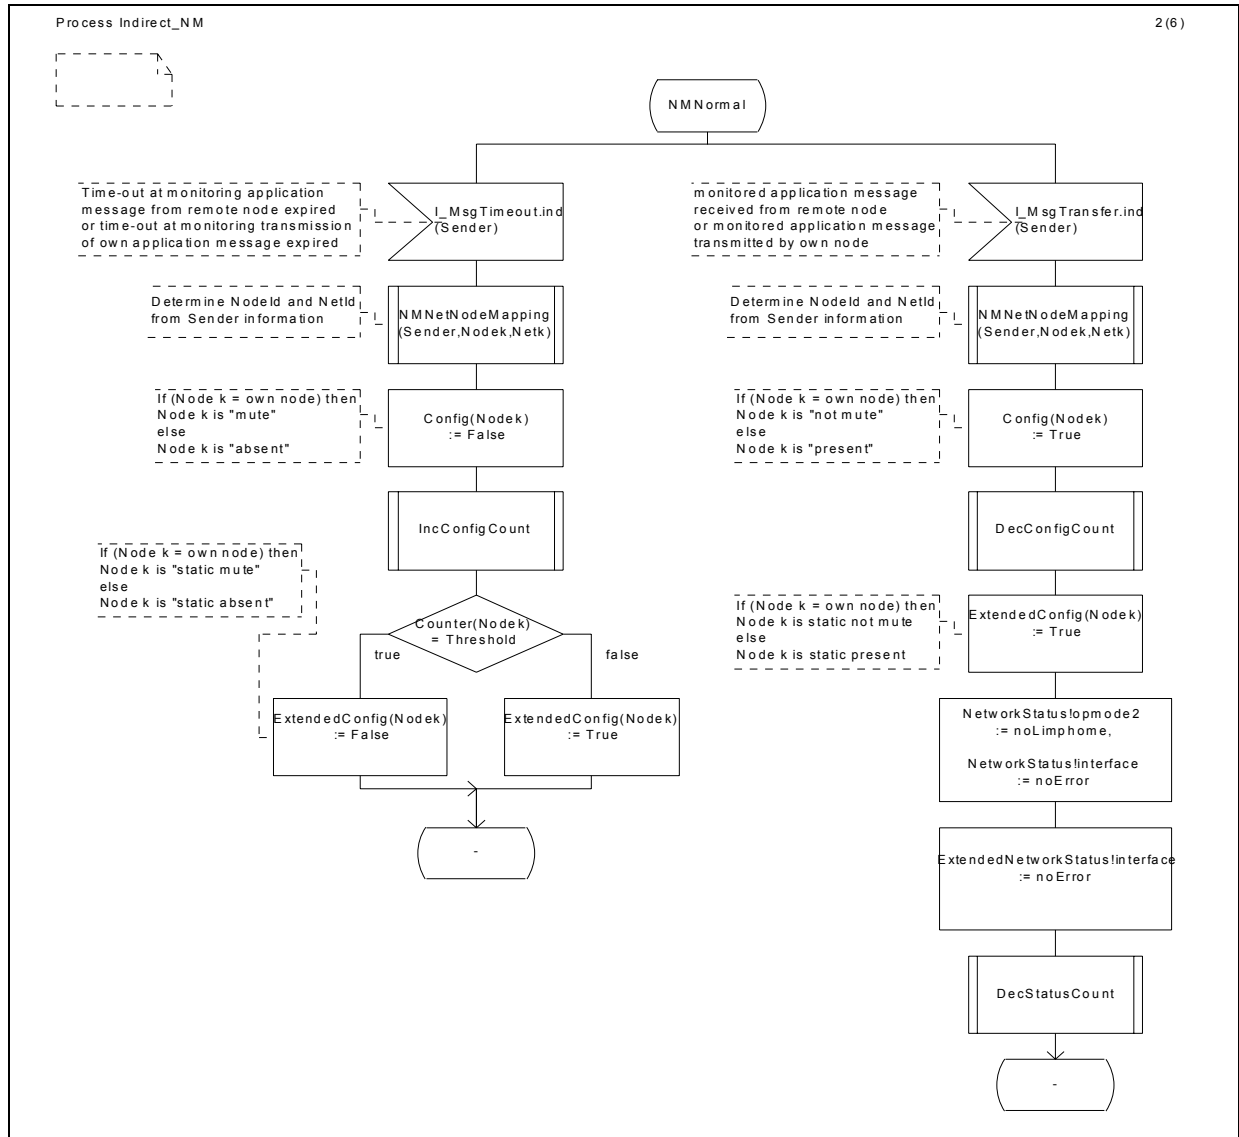 Process Indirect_NM
2(6)
NMNormal
Time-out at monitoring application
message from remote node expired
or time-out at monitoring transmission
of own application message expired
I_MsgTimeout.ind
(Sender)
Determine NodeId and NetId
from Sender information
NMNetNodeMapping
(Sender,Nodek,Netk)
If (Node k = own node) then
Node k is "mute"
else
Node k is "absent"
Config(Nodek)
:= False
IncConfigCount
If (Node k = own node) then
Node k is "static mute"
else
Node k is "static absent"
Counter(Nodek)
= Threshold
true
false
ExtendedConfig(Nodek)
:= False
ExtendedConfig(Nodek)
:= True
-
monitored application message
received from remote node
or monitored application message
transmitted by own node
I_MsgTransfer.ind
(Sender)
Determine NodeId and NetId
from Sender information
NMNetNodeMapping
(Sender,Nodek,Netk)
If (Node k = own node) then
Node k is "not mute"
else
Node k is "present"
Config(Nodek)
:= True
DecConfigCount
If (Node k = own node) then
Node k is static not mute
else
Node k is static present
ExtendedConfig(Nodek)
:= True
NetworkStatus!opmode2
:= noLimphome,
NetworkStatus!interface
:= noError
ExtendedNetworkStatus!interface
:= noError
DecStatusCount
-